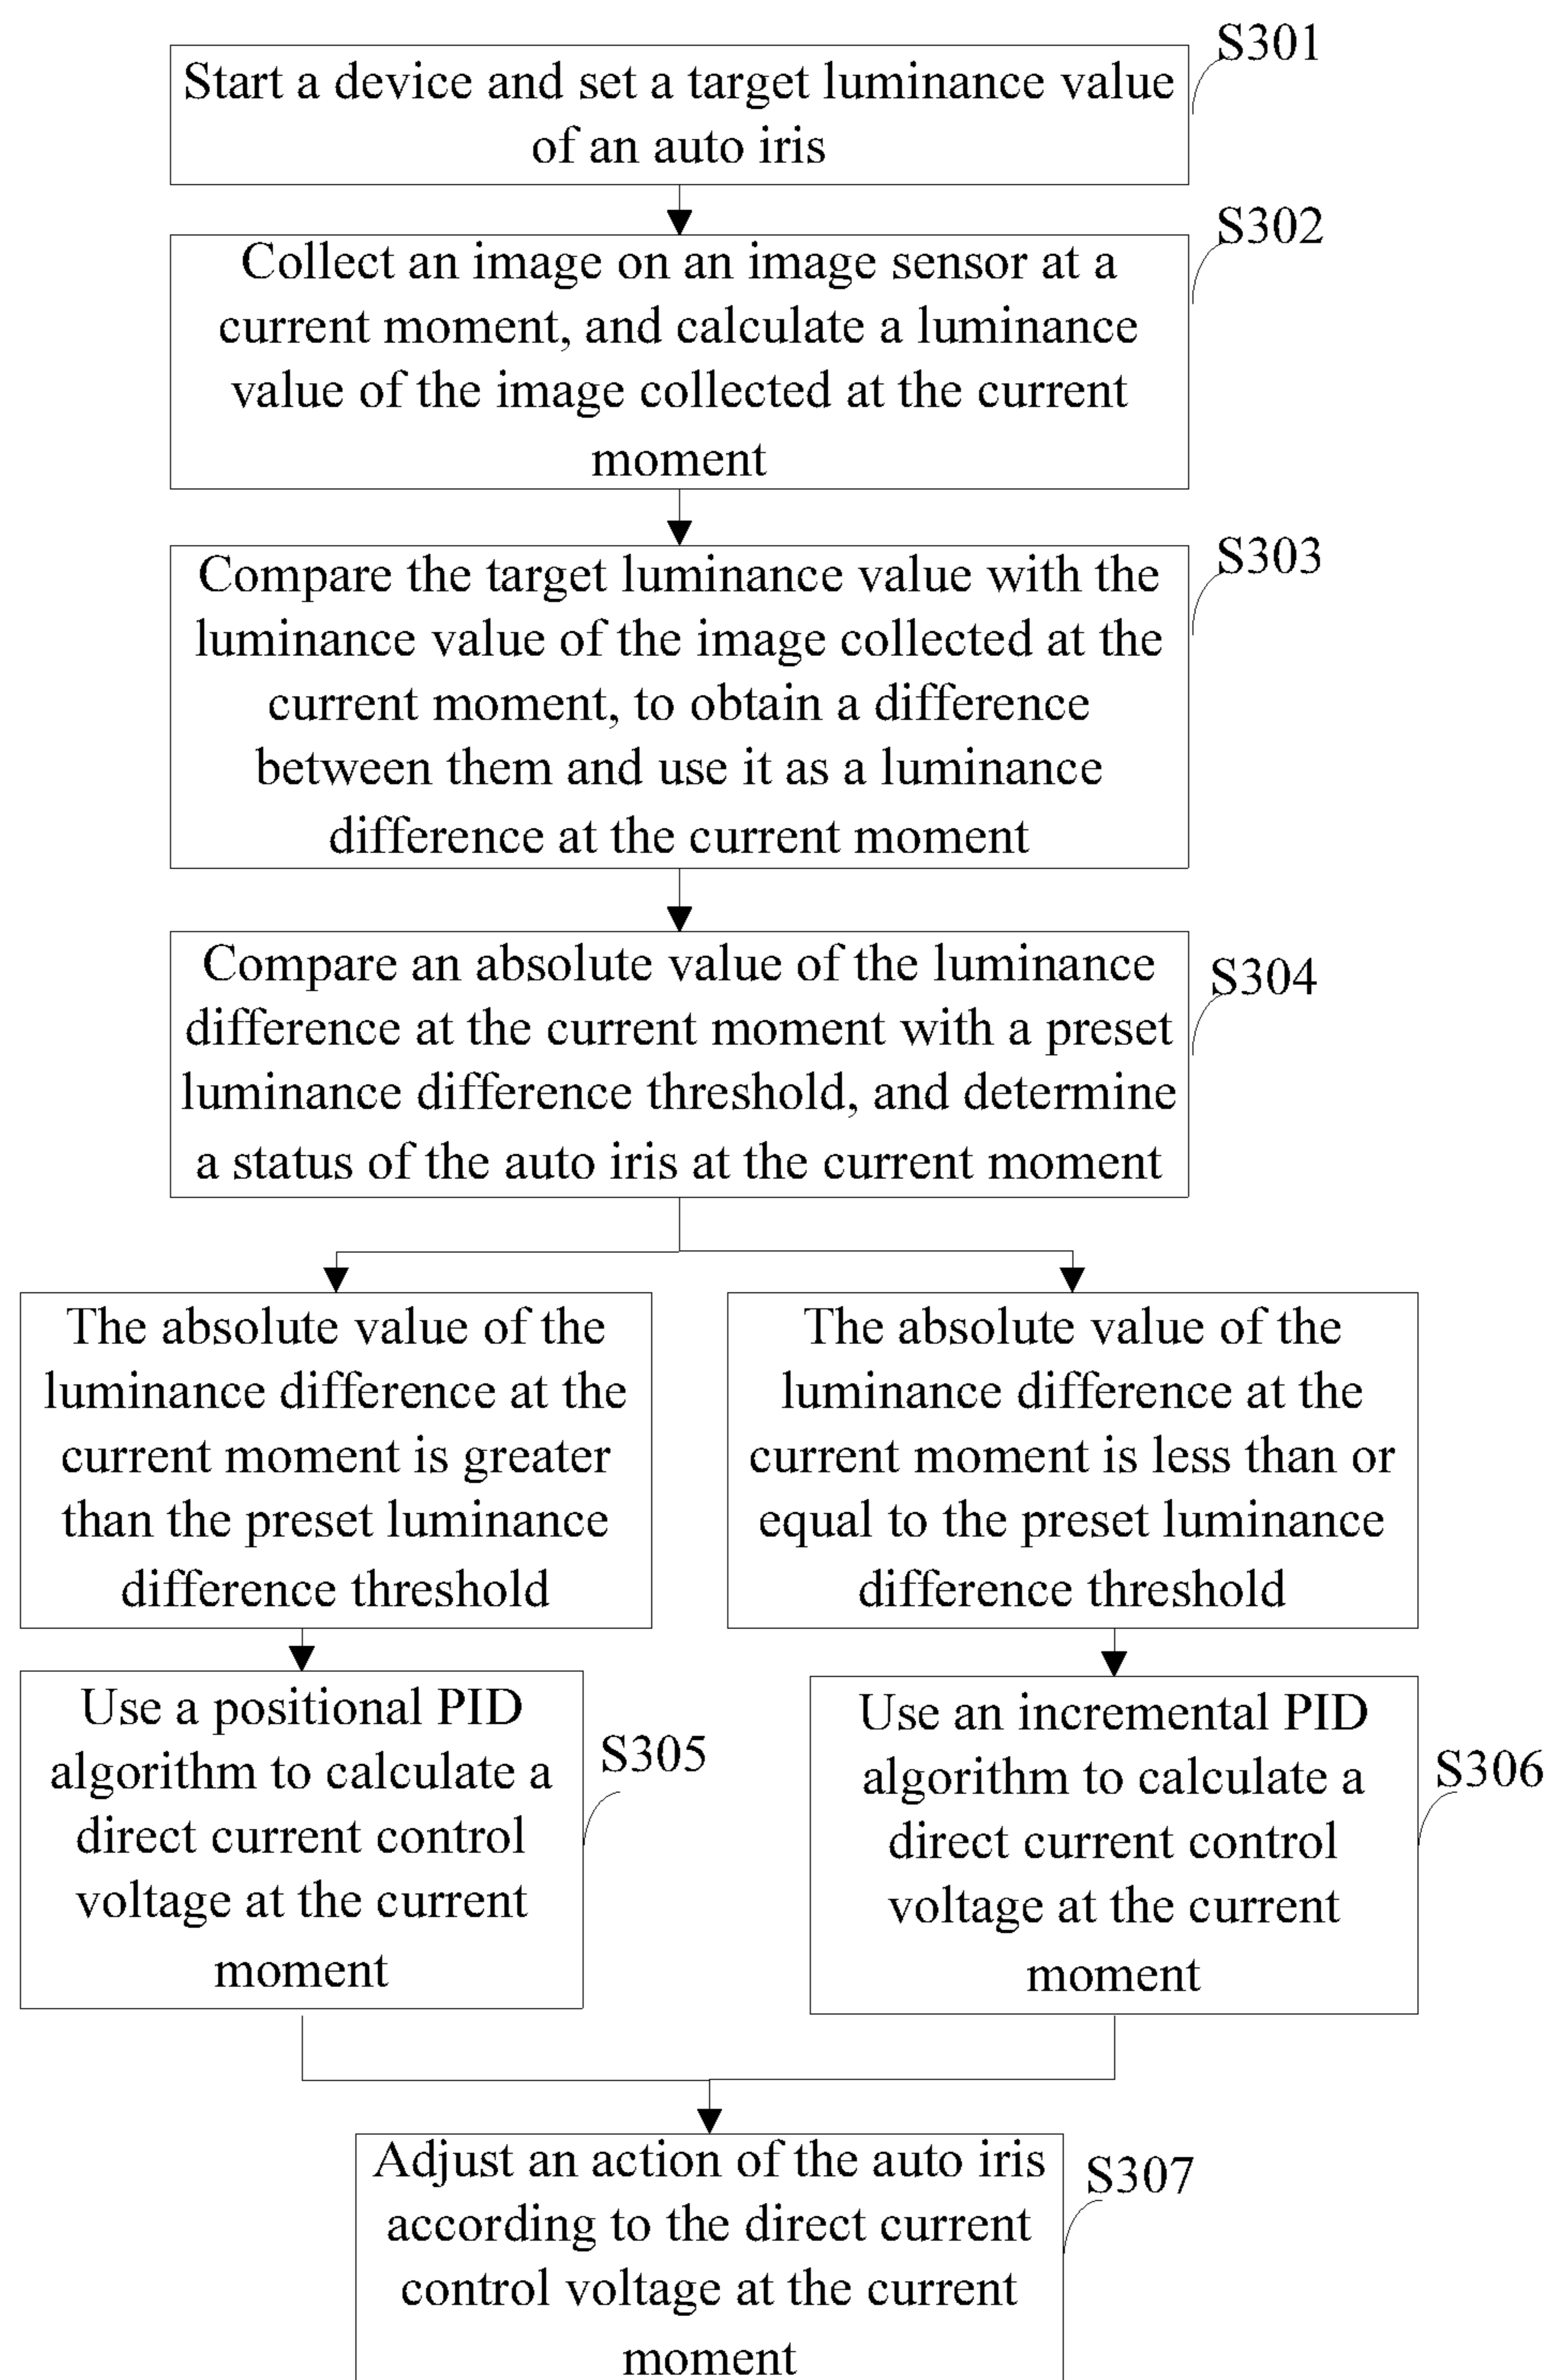 Start a device and set a target luminance value
of an auto iris
S301
Collect an image on an image sensor at a
current moment, and calculate a luminance
value of the image collected at the current
moment
S302
Compare the target luminance value with the
luminance value of the image collected at the
current moment, to obtain a difference
between them and use it as a luminance
difference at the current moment
S303
Compare an absolute value of the luminance
difference at the current moment with a preset
luminance difference threshold, and determine
a status of the auto iris at the current moment
S304
The absolute value of the
luminance difference at the
current moment is greater
than the preset luminance
difference threshold
The absolute value of the
luminance difference at the
current moment is less than or
equal to the preset luminance
difference threshold
Use a positional PID
algorithm to calculate a
direct current control
voltage at the current
moment
S305
Use an incremental PID
algorithm to calculate a
direct current control
voltage at the current
moment
S306
Adjust an action of the auto iris
according to the direct current
control voltage at the current
moment
S307